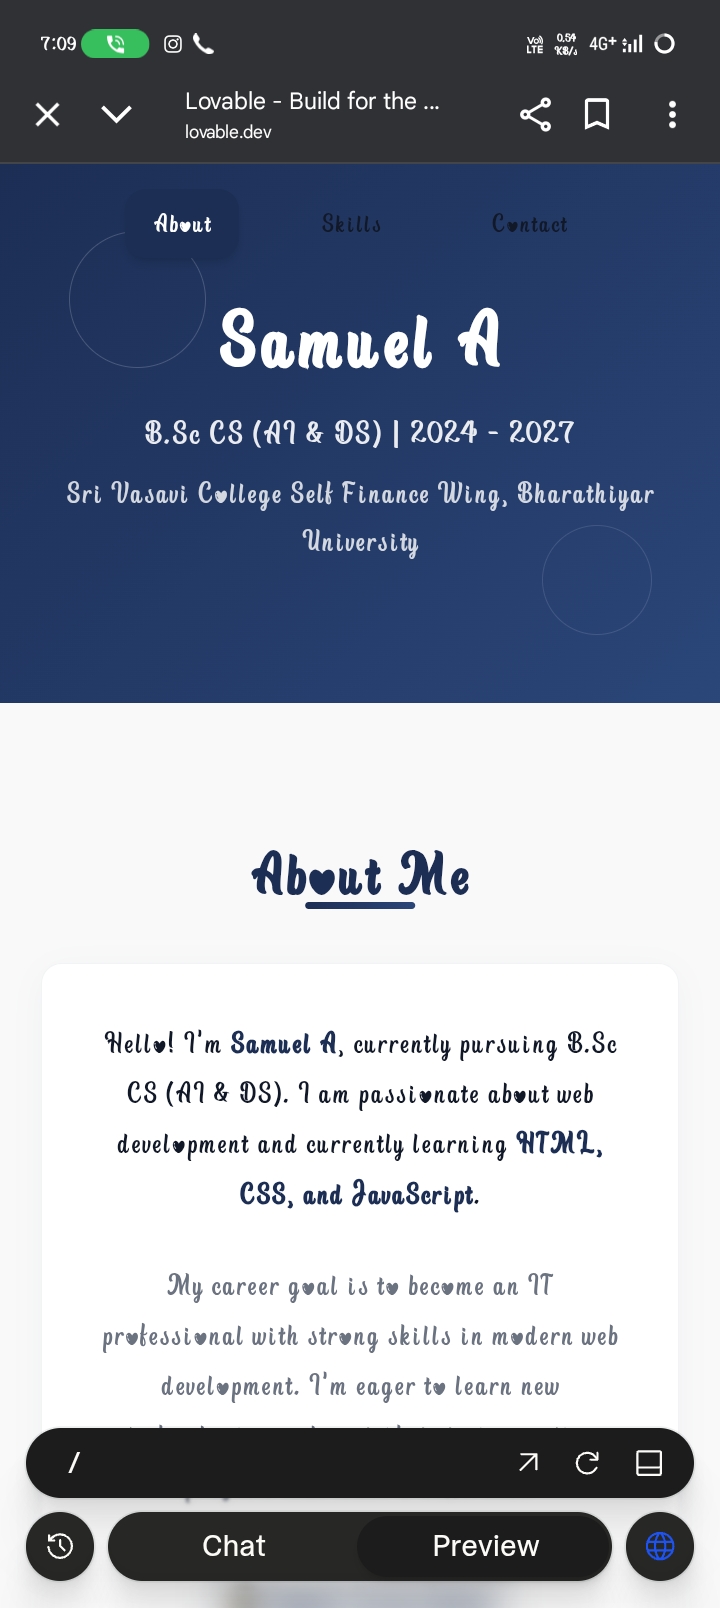 7:09
Vo)) 0.54 4G+
LTE KB/s
Lovable - Build for the ...
lovable.dev
About Skills Contact
Samuel A
B.Sc CS (AI & DS) | 2024 - 2027
Sri Vasavi College Self Finance Wing, Bharathiyar
University
About Me
Hello! I'm Samuel A, currently pursuing B.Sc
CS (AI & DS). I am passionate about web
development and currently learning HTML,
CSS, and JavaScript.
My career goal is to become an IT
professional with strong skills in modern web
development. I'm eager to learn new
/
Chat Preview